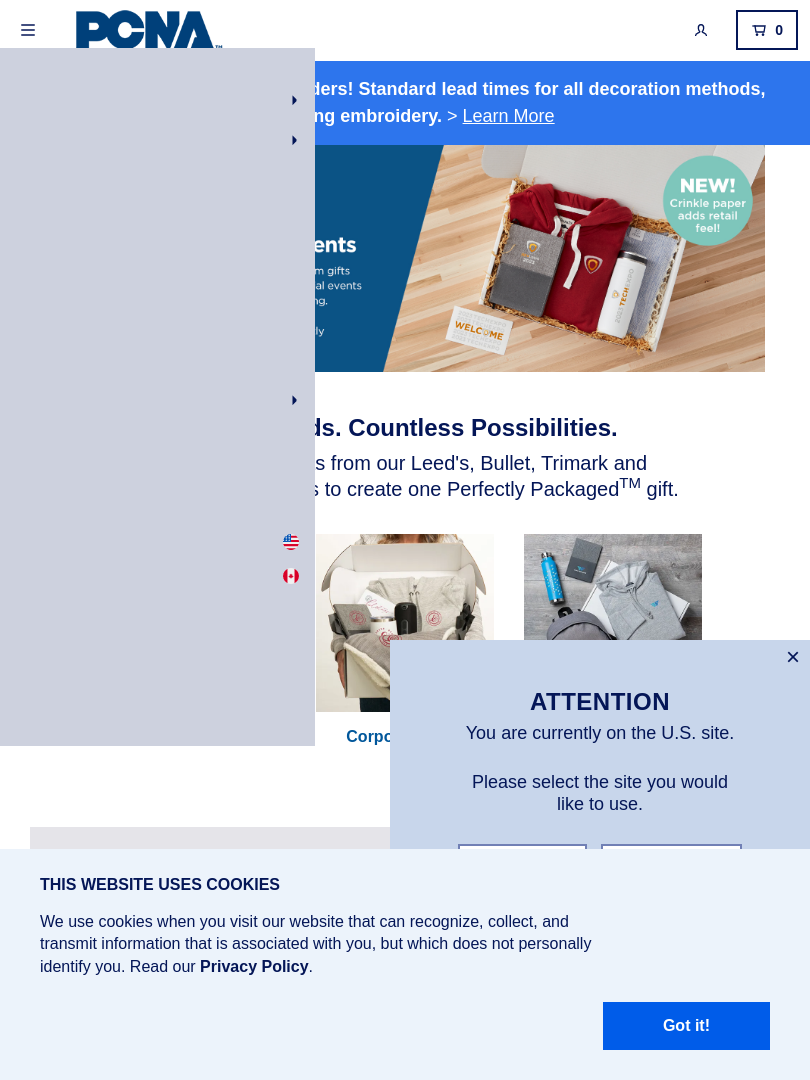 PCNA™
0
ders! Standard lead times for all decoration methods,
ng embroidery. > Learn More
NEW!
Crinkle paper
adds retail
feel!
ents
m gifts
al events
ng.
ly
WELCOME
ds. Countless Possibilities.
s from our Leed's, Bullet, Trimark and
s to create one Perfectly Packaged™ gift.
Corpo
×
ATTENTION
You are currently on the U.S. site.
Please select the site you would
like to use.
THIS WEBSITE USES COOKIES
We use cookies when you visit our website that can recognize, collect, and
transmit information that is associated with you, but which does not personally
identify you. Read our Privacy Policy.
Got it!